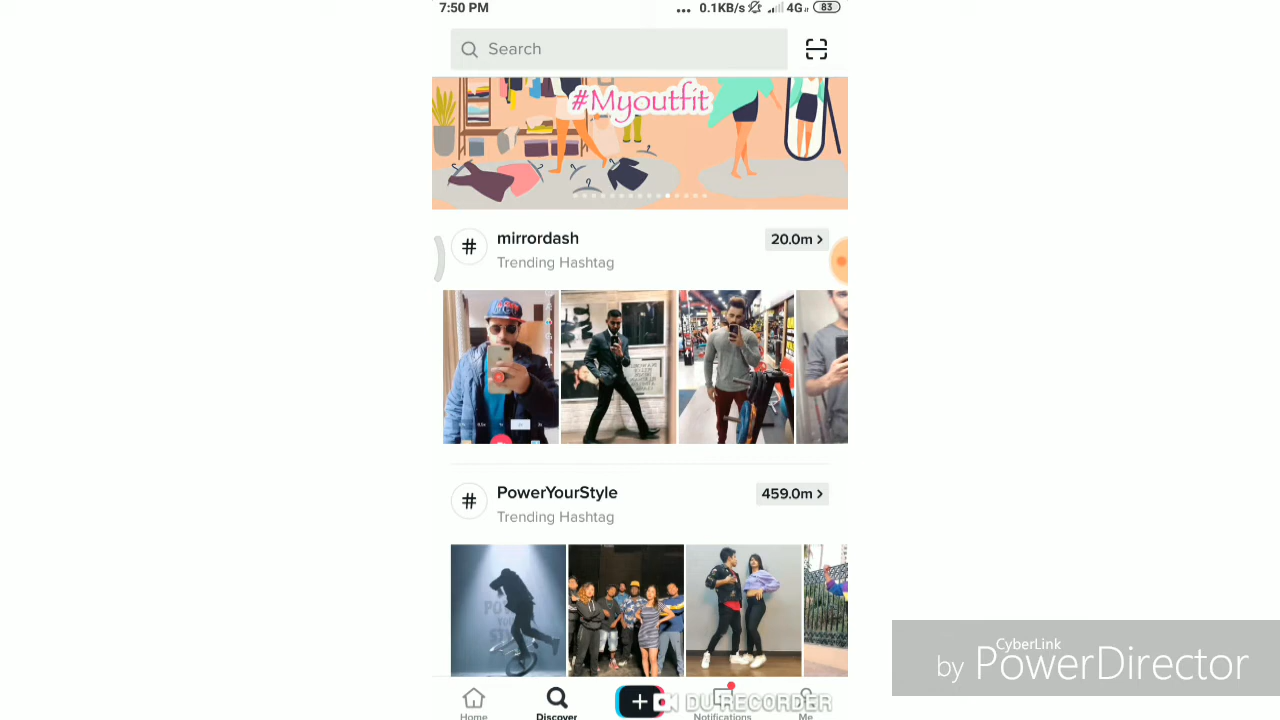 7:50 PM
... 0.1KB/s 4G 83
Search
#Myoutfit
# mirrordash 20.0m >
Trending Hashtag
# PowerYourStyle 459.0m >
Trending Hashtag
CyberLink
by PowerDirector
DU RECORDER
Home Discover Notifications Me